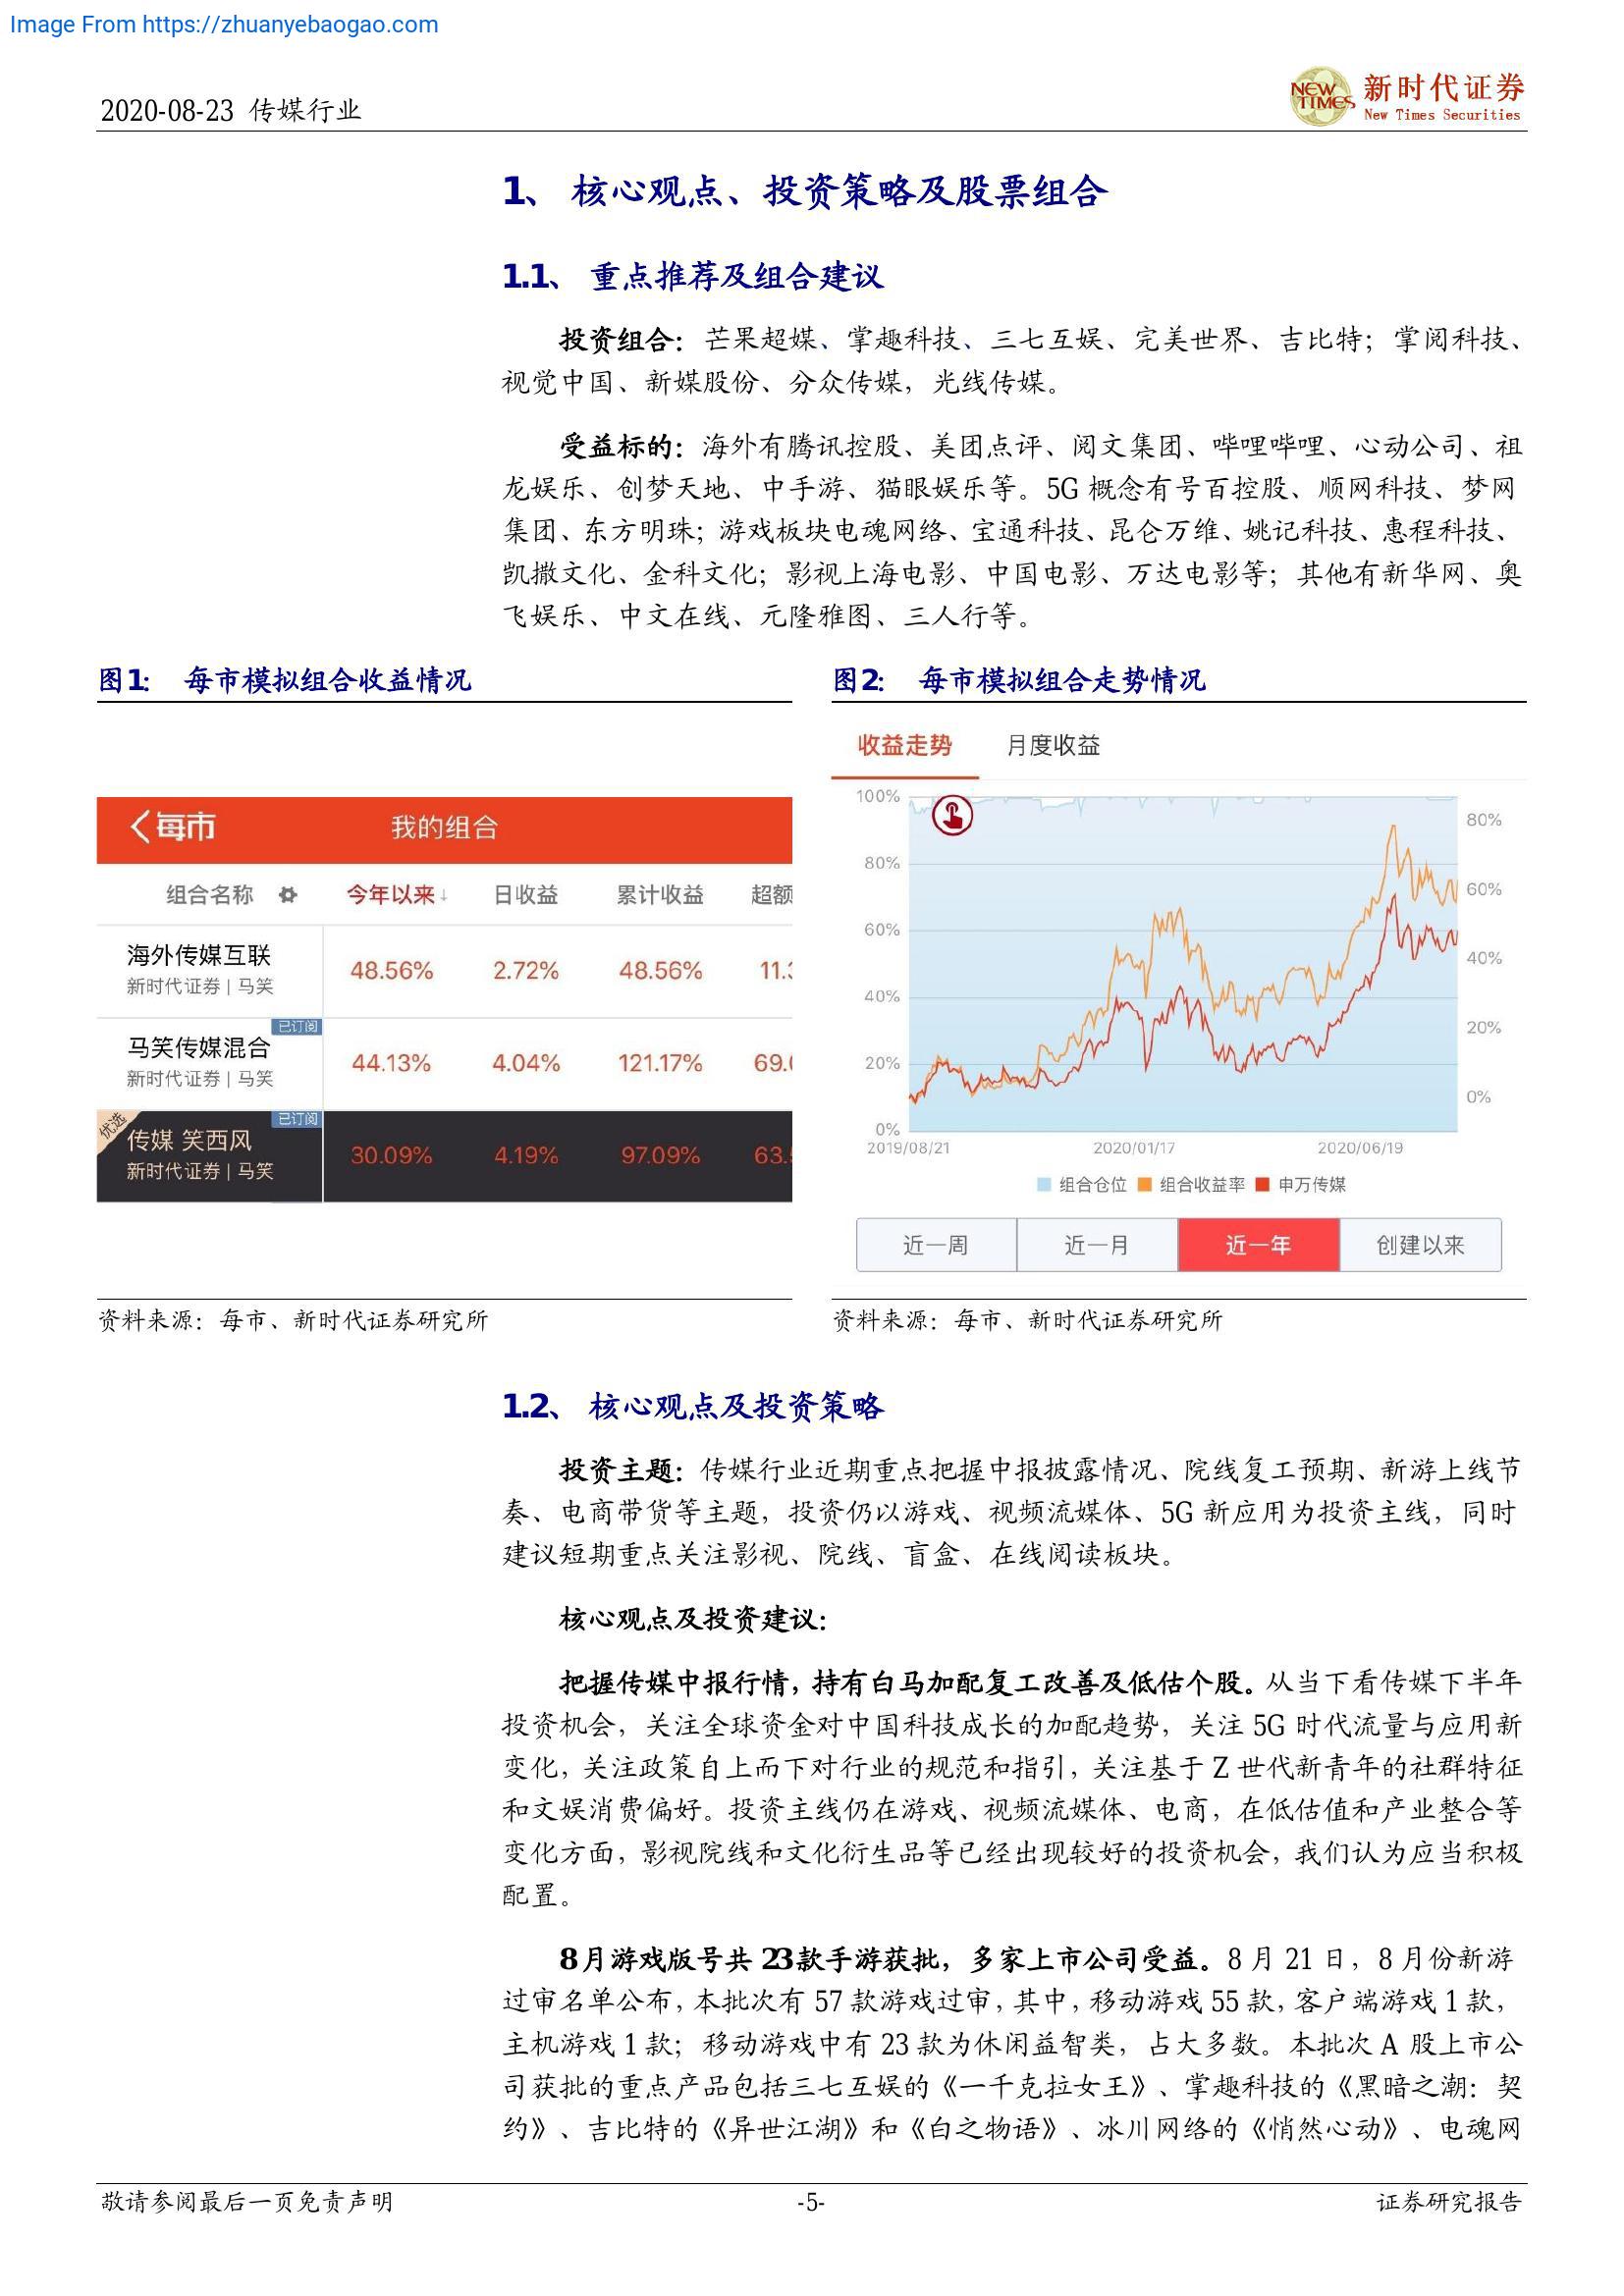 Image From https://zhuanyebaogao.com
2020-08-23 传媒行业
NEW TIMES
新时代证券
New Times Securities
1、 核心观点、投资策略及股票组合
1.1、 重点推荐及组合建议
投资组合：芒果超媒、掌趣科技、三七互娱、完美世界、吉比特；掌阅科技、
视觉中国、新媒股份、分众传媒，光线传媒。
受益标的：海外有腾讯控股、美团点评、阅文集团、哔哩哔哩、心动公司、祖
龙娱乐、创梦天地、中手游、猫眼娱乐等。5G 概念有号百控股、顺网科技、梦网
集团、东方明珠；游戏板块电魂网络、宝通科技、昆仑万维、姚记科技、惠程科技、
凯撒文化、金科文化；影视上海电影、中国电影、万达电影等；其他有新华网、奥
飞娱乐、中文在线、元隆雅图、三人行等。
图1： 每市模拟组合收益情况
每市 我的组合
组合名称 今年以来↓ 日收益 累计收益 超额
海外传媒互联
新时代证券 | 马笑
48.56% 2.72% 48.56% 11.
已订阅
马笑传媒混合
新时代证券 | 马笑
44.13% 4.04% 121.17% 69.
优选
已订阅
传媒 笑西风
新时代证券 | 马笑
30.09% 4.19% 97.09% 63.
资料来源：每市、新时代证券研究所
图2： 每市模拟组合走势情况
收益走势 月度收益
100%
80%
60%
40%
20%
0%
80%
60%
40%
20%
0%
2019/08/21 2020/01/17 2020/06/19
组合仓位 组合收益率 申万传媒
近一周 近一月 近一年 创建以来
资料来源：每市、新时代证券研究所
1.2、 核心观点及投资策略
投资主题：传媒行业近期重点把握中报披露情况、院线复工预期、新游上线节
奏、电商带货等主题，投资仍以游戏、视频流媒体、5G 新应用为投资主线，同时
建议短期重点关注影视、院线、盲盒、在线阅读板块。
核心观点及投资建议：
把握传媒中报行情，持有白马加配复工改善及低估个股。从当下看传媒下半年
投资机会，关注全球资金对中国科技成长的加配趋势，关注 5G 时代流量与应用新
变化，关注政策自上而下对行业的规范和指引，关注基于 Z 世代新青年的社群特征
和文娱消费偏好。投资主线仍在游戏、视频流媒体、电商，在低估值和产业整合等
变化方面，影视院线和文化衍生品等已经出现较好的投资机会，我们认为应当积极
配置。
8月游戏版号共 23款手游获批，多家上市公司受益。8 月 21 日，8 月份新游
过审名单公布，本批次有 57 款游戏过审，其中，移动游戏 55 款，客户端游戏 1 款，
主机游戏 1 款；移动游戏中有 23 款为休闲益智类，占大多数。本批次 A 股上市公
司获批的重点产品包括三七互娱的《一千克拉女王》、掌趣科技的《黑暗之潮：契
约》、吉比特的《异世江湖》和《白之物语》、冰川网络的《悄然心动》、电魂网
敬请参阅最后一页免责声明 -5- 证券研究报告